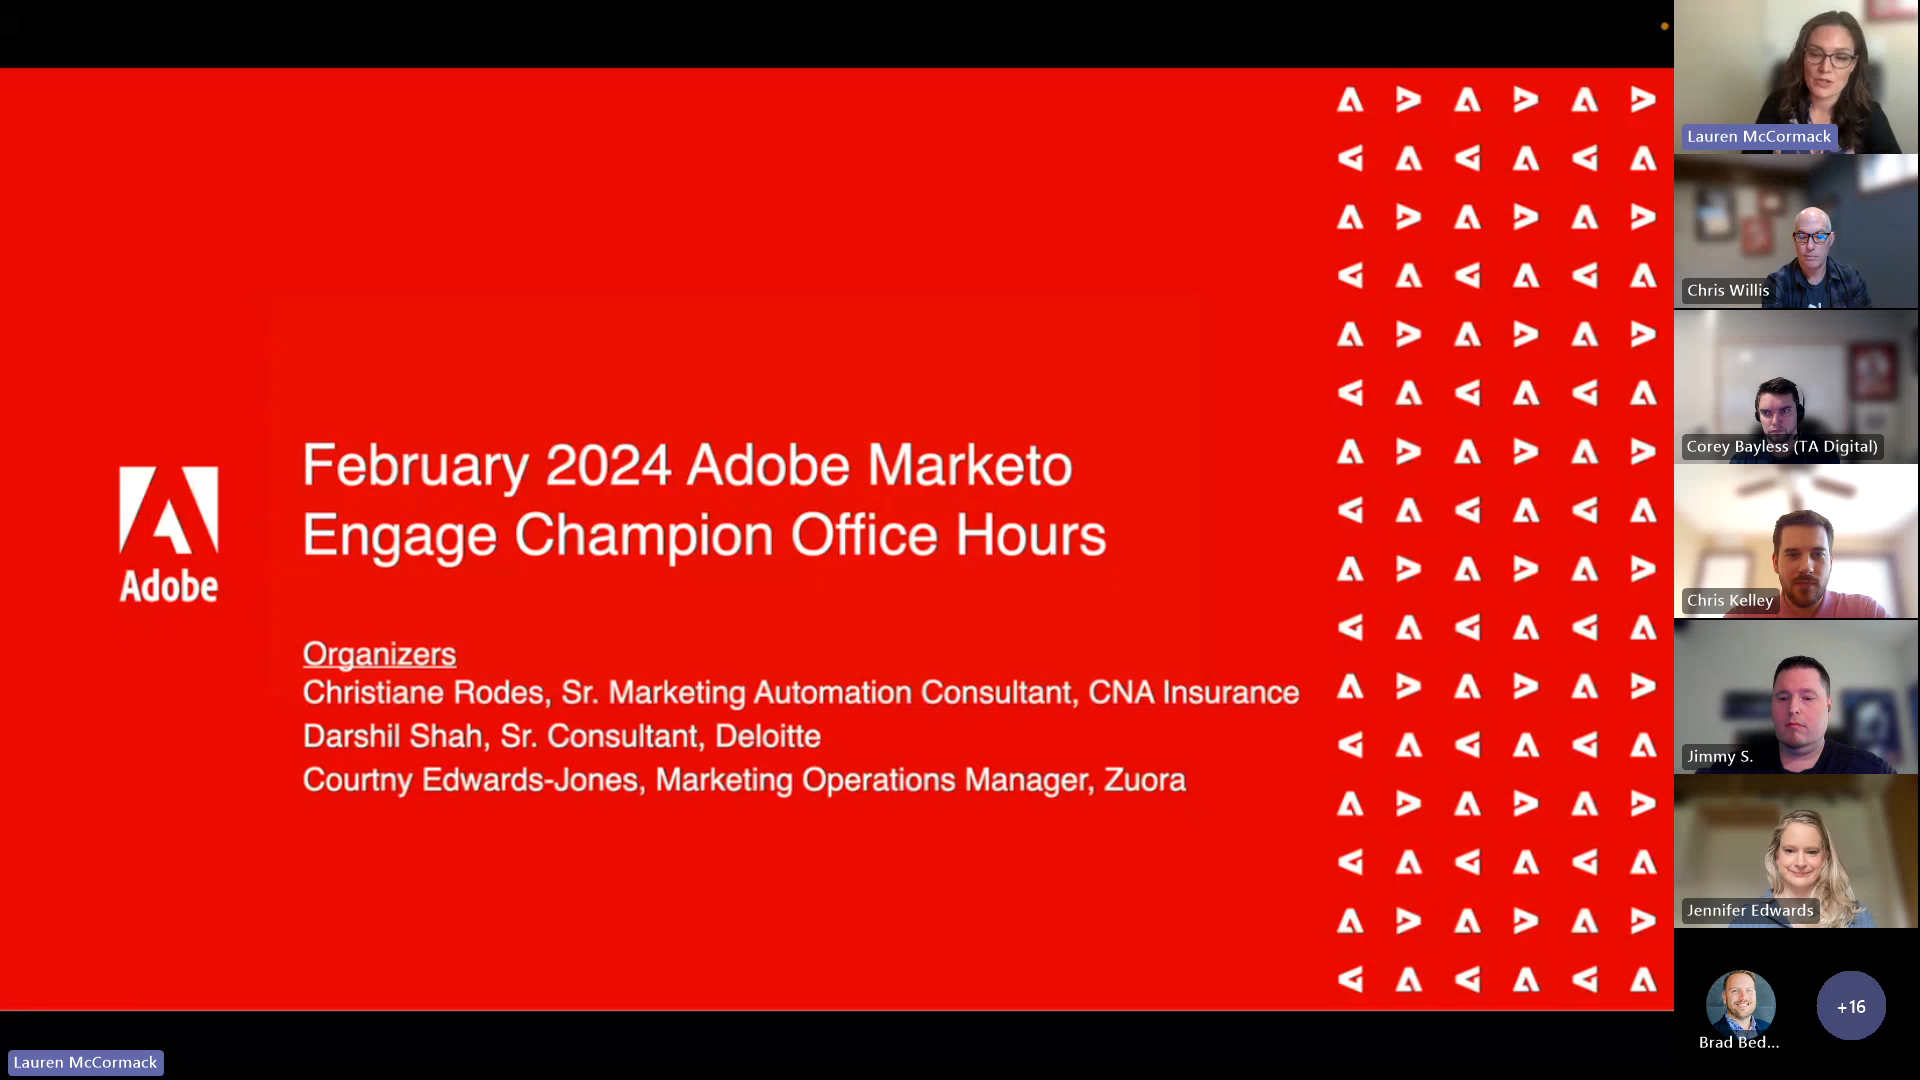 Adobe
February 2024 Adobe Marketo
Engage Champion Office Hours
Organizers
Christiane Rodes, Sr. Marketing Automation Consultant, CNA Insurance
Darshil Shah, Sr. Consultant, Deloitte
Courtny Edwards-Jones, Marketing Operations Manager, Zuora
Lauren McCormack
Lauren McCormack
Chris Willis
Corey Bayless (TA Digital)
Chris Kelley
Jimmy S.
Jennifer Edwards
Brad Bed...
+16